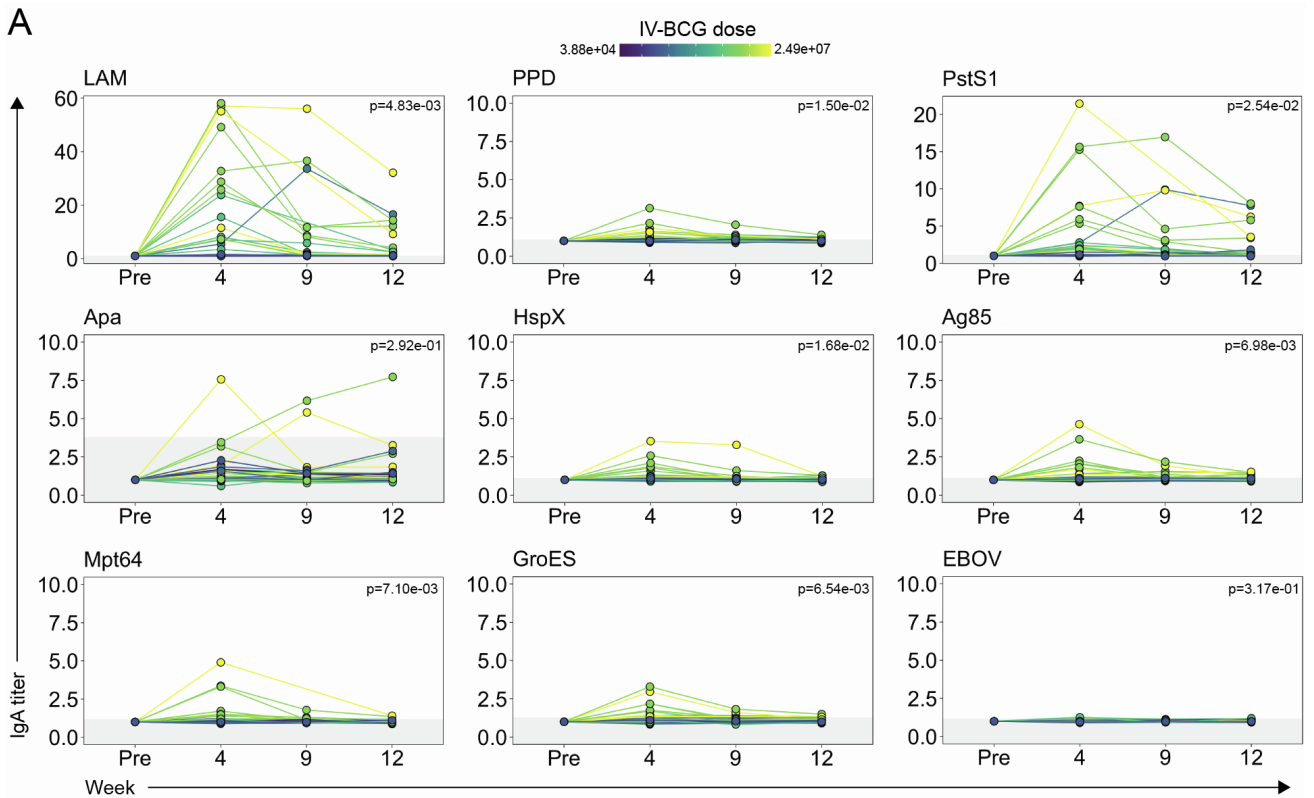 A
IV-BCG dose
3.88e+04 2.49e+07
LAM PPD PstS1
p=4.83e-03 p=1.50e-02 p=2.54e-02
60 40 20 0
10.0 7.5 5.0 2.5 0.0
20 15 10 5 0
Pre 4 9 12 Pre 4 9 12 Pre 4 9 12
Apa HspX Ag85
p=2.92e-01 p=1.68e-02 p=6.98e-03
10.0 7.5 5.0 2.5 0.0
10.0 7.5 5.0 2.5 0.0
10.0 7.5 5.0 2.5 0.0
Pre 4 9 12 Pre 4 9 12 Pre 4 9 12
Mpt64 GroES EBOV
p=7.10e-03 p=6.54e-03 p=3.17e-01
10.0 7.5 5.0 2.5 0.0
10.0 7.5 5.0 2.5 0.0
10.0 7.5 5.0 2.5 0.0
Pre 4 9 12 Pre 4 9 12 Pre 4 9 12
IgA titer
Week